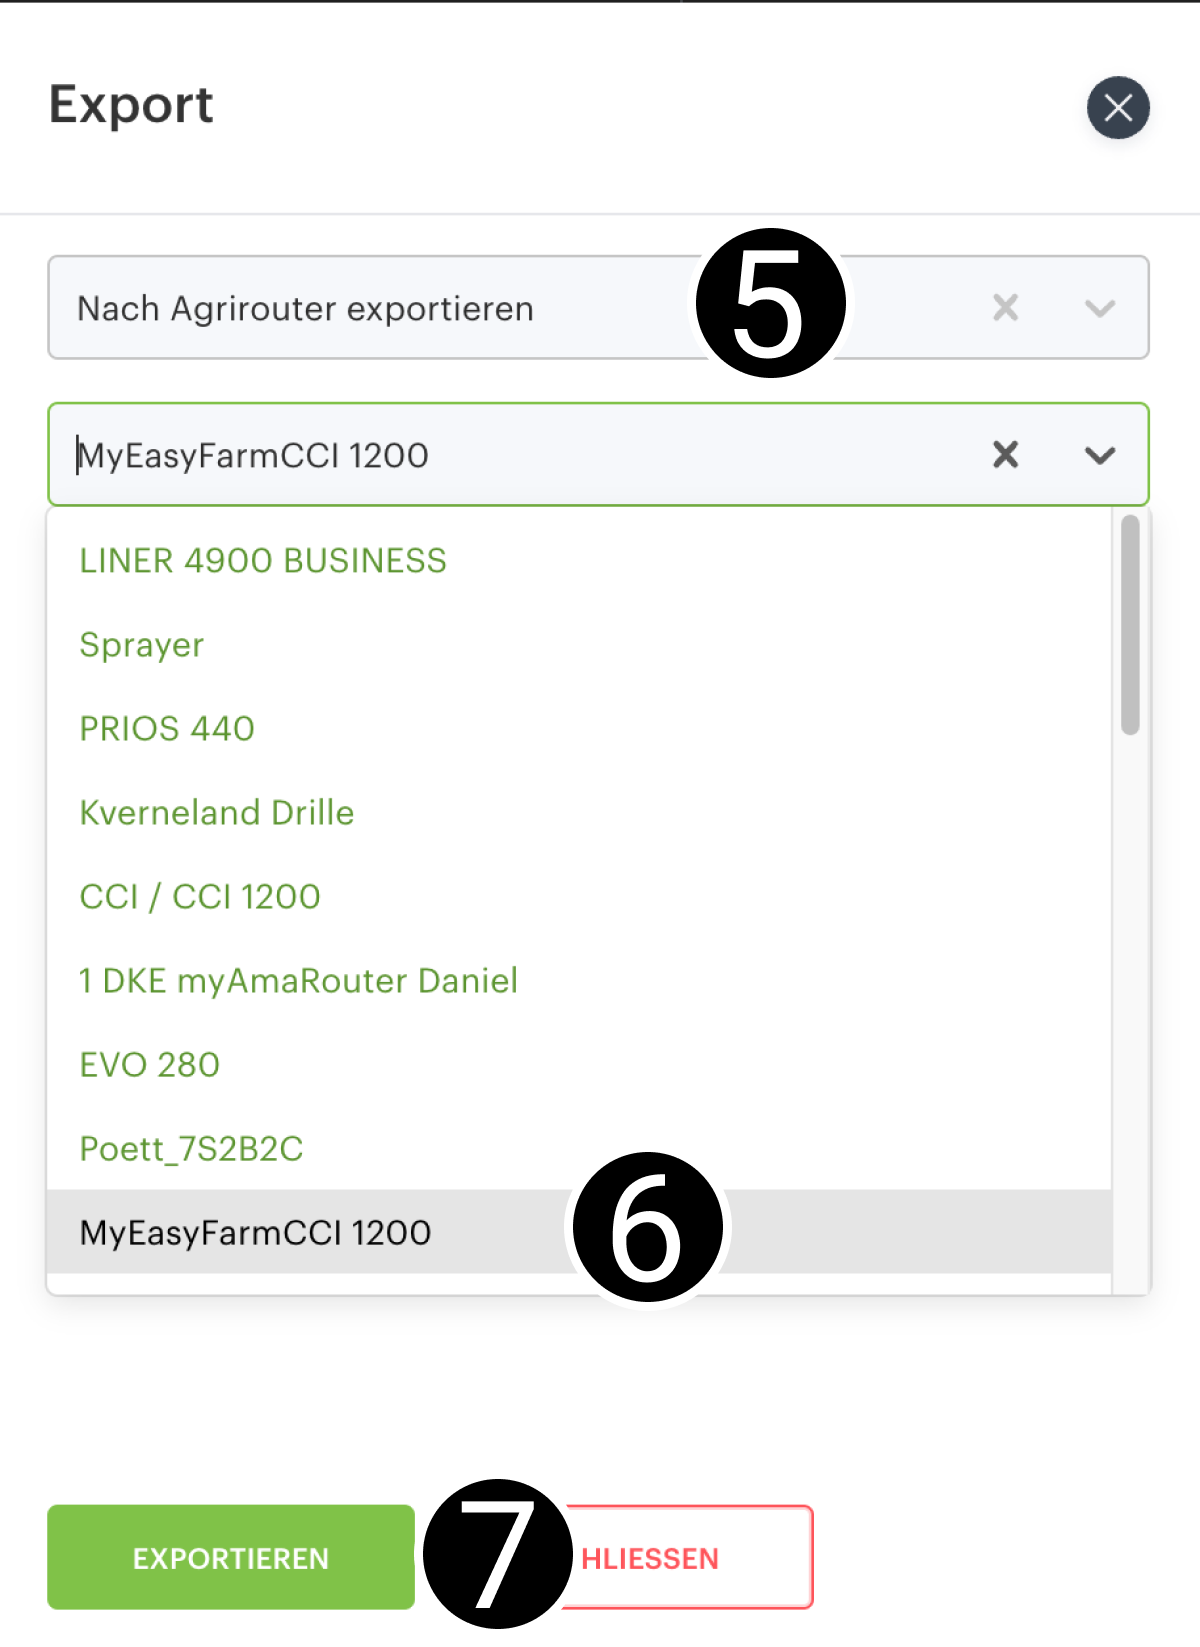 Export
Nach Agrirouter exportieren 5
MyEasyFarmCCI 1200
LINER 4900 BUSINESS
Sprayer
PRIOS 440
Kverneland Drille
CCI / CCI 1200
1 DKE myAmaRouter Daniel
EVO 280
Poett_7S2B2C
MyEasyFarmCCI 1200 6
EXPORTIEREN 7 HLIESSEN